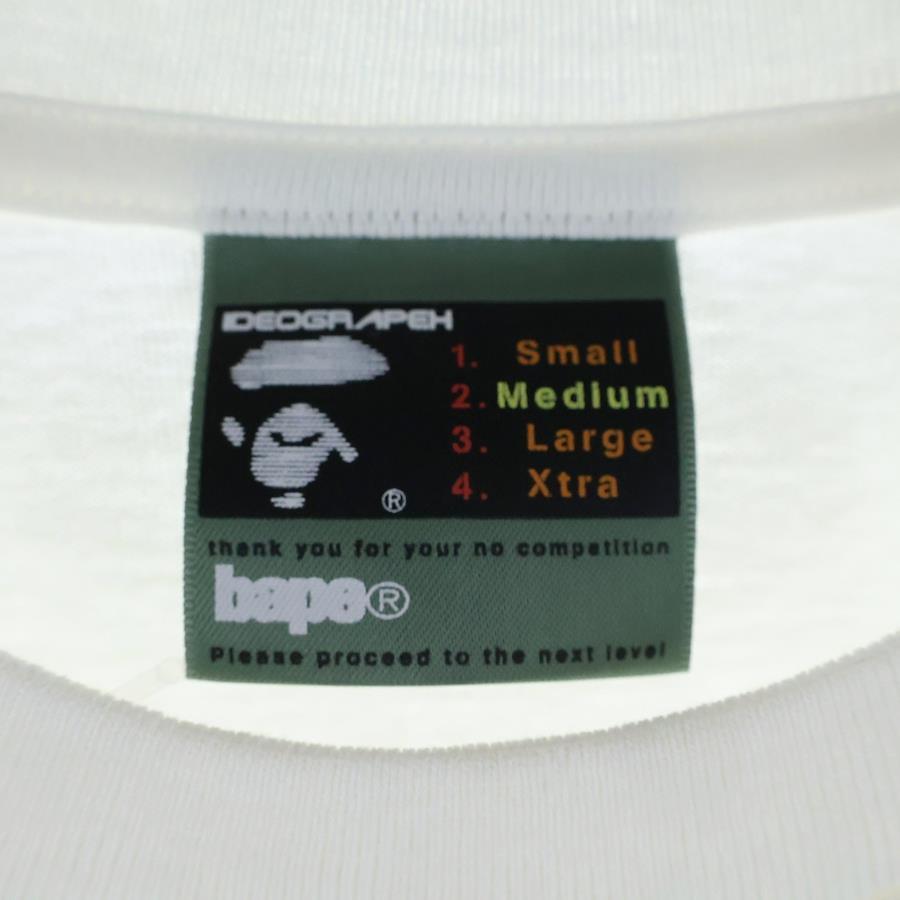 IDEOGRAPEH
1. Small
2. Medium
3. Large
4. Xtra
®
thank you for your no competition
bape®
Please proceed to the next level